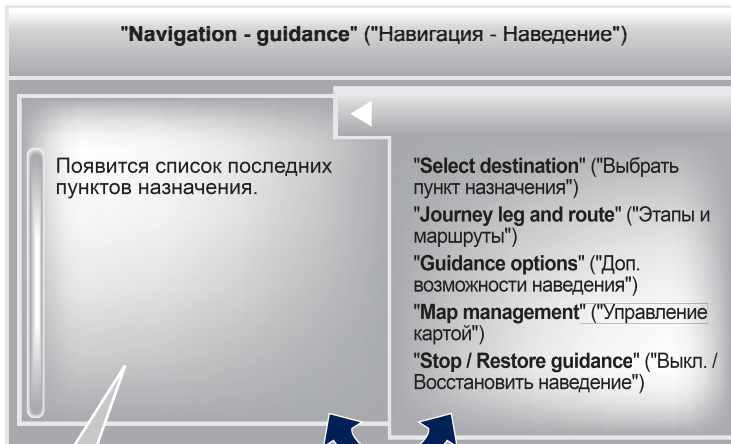 "Navigation - guidance" ("Навигация - Наведение")
Появится список последних
пунктов назначения.
"Select destination" ("Выбрать
пункт назначения")
"Journey leg and route" ("Этапы и
маршруты")
"Guidance options" ("Доп.
возможности наведения")
"Map management" ("Управление
картой")
"Stop / Restore guidance" ("Выкл. /
Восстановить наведение")